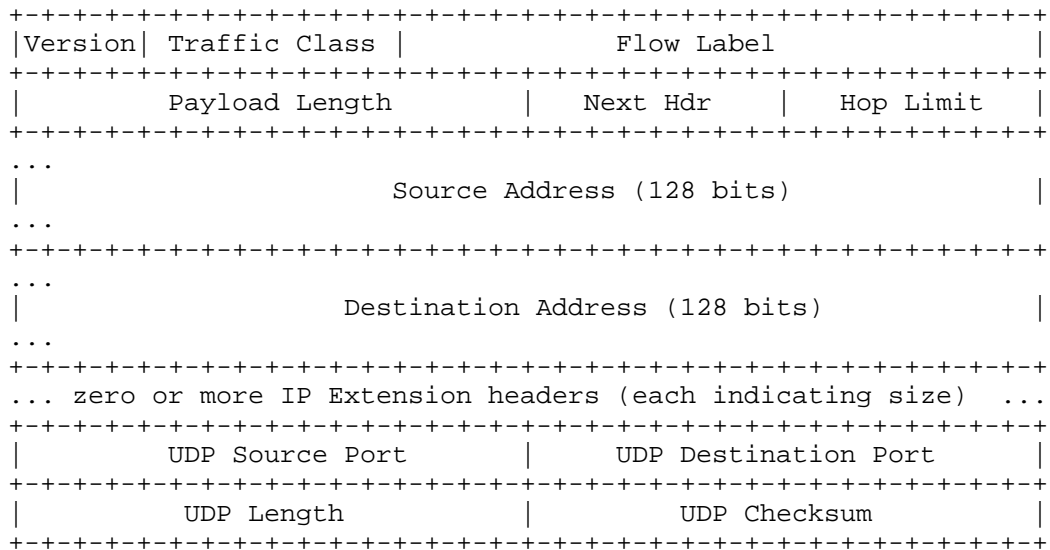 +-+-+-+-+-+-+-+-+-+-+-+-+-+-+-+-+-+-+-+-+-+-+-+-+-+-+-+-+-+-+-+-+
|Version| Traffic Class |             Flow Label                |
+-+-+-+-+-+-+-+-+-+-+-+-+-+-+-+-+-+-+-+-+-+-+-+-+-+-+-+-+-+-+-+-+
|         Payload Length        |   Next Hdr    |   Hop Limit   |
+-+-+-+-+-+-+-+-+-+-+-+-+-+-+-+-+-+-+-+-+-+-+-+-+-+-+-+-+-+-+-+-+
...
|                       Source Address (128 bits)               |
...
+-+-+-+-+-+-+-+-+-+-+-+-+-+-+-+-+-+-+-+-+-+-+-+-+-+-+-+-+-+-+-+-+
...
|                    Destination Address (128 bits)             |
...
+-+-+-+-+-+-+-+-+-+-+-+-+-+-+-+-+-+-+-+-+-+-+-+-+-+-+-+-+-+-+-+-+
... zero or more IP Extension headers (each indicating size)  ...
+-+-+-+-+-+-+-+-+-+-+-+-+-+-+-+-+-+-+-+-+-+-+-+-+-+-+-+-+-+-+-+-+
|         UDP Source Port       |     UDP Destination Port      |
+-+-+-+-+-+-+-+-+-+-+-+-+-+-+-+-+-+-+-+-+-+-+-+-+-+-+-+-+-+-+-+-+
|          UDP Length           |         UDP Checksum          |
+-+-+-+-+-+-+-+-+-+-+-+-+-+-+-+-+-+-+-+-+-+-+-+-+-+-+-+-+-+-+-+-+